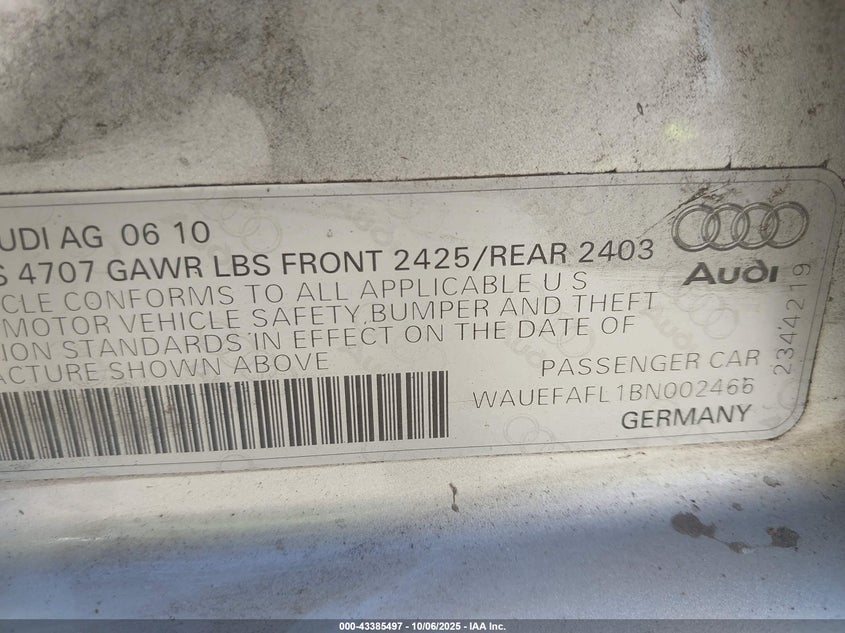 UDI AG 06 10
S 4707 GAWR LBS FRONT 2425/REAR 2403
CLE CONFORMS TO ALL APPLICABLE U S
MOTOR VEHICLE SAFETY, BUMPER AND THEFT
ION STANDARDS IN EFFECT ON THE DATE OF
ACTURE SHOWN ABOVE
PASSENGER CAR
WAUEFAFL1BN002466
GERMANY
Audi
2344219
000-43385497 - 10/06/2025 - IAA Inc.